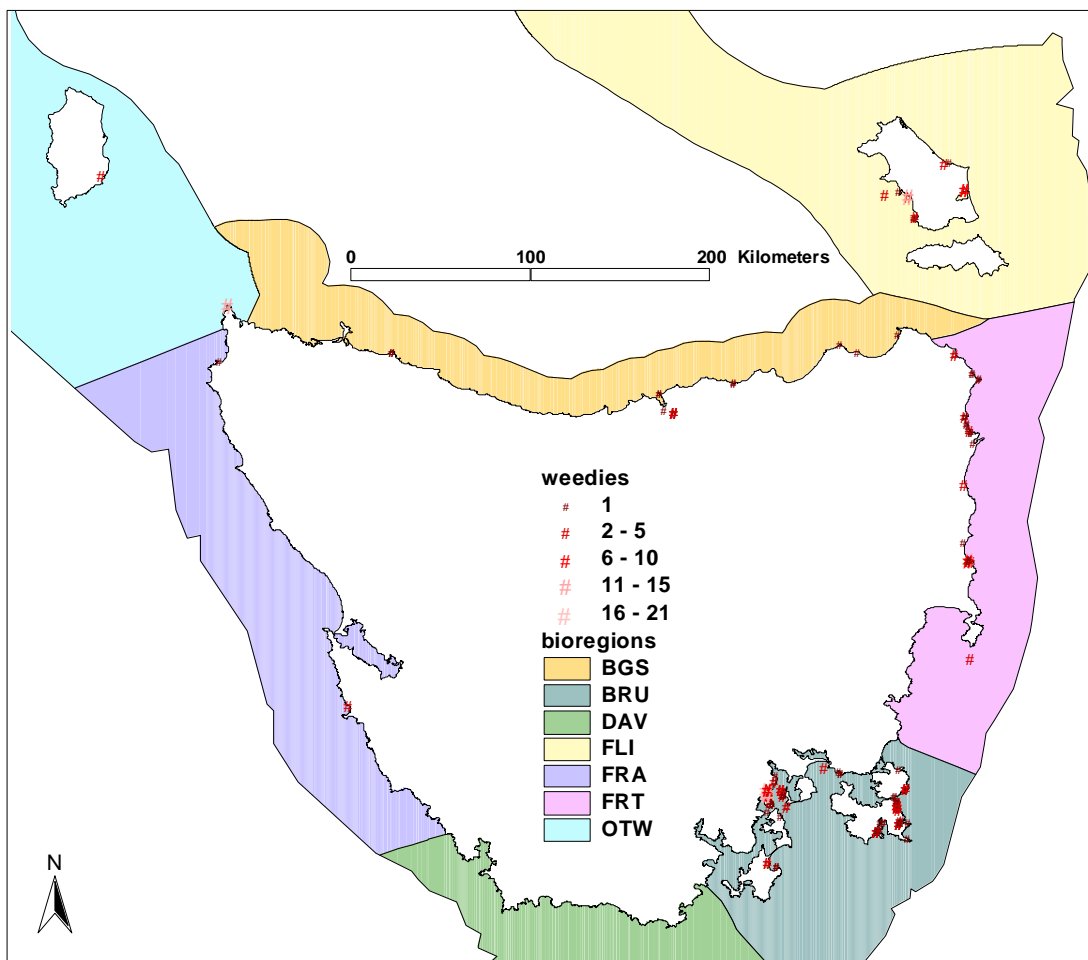 0 100 200 Kilometers
weedies
# 1
# 2 - 5
# 6 - 10
# 11 - 15
# 16 - 21
bioregions
BGS
BRU
DAV
FLI
FRA
FRT
OTW
N